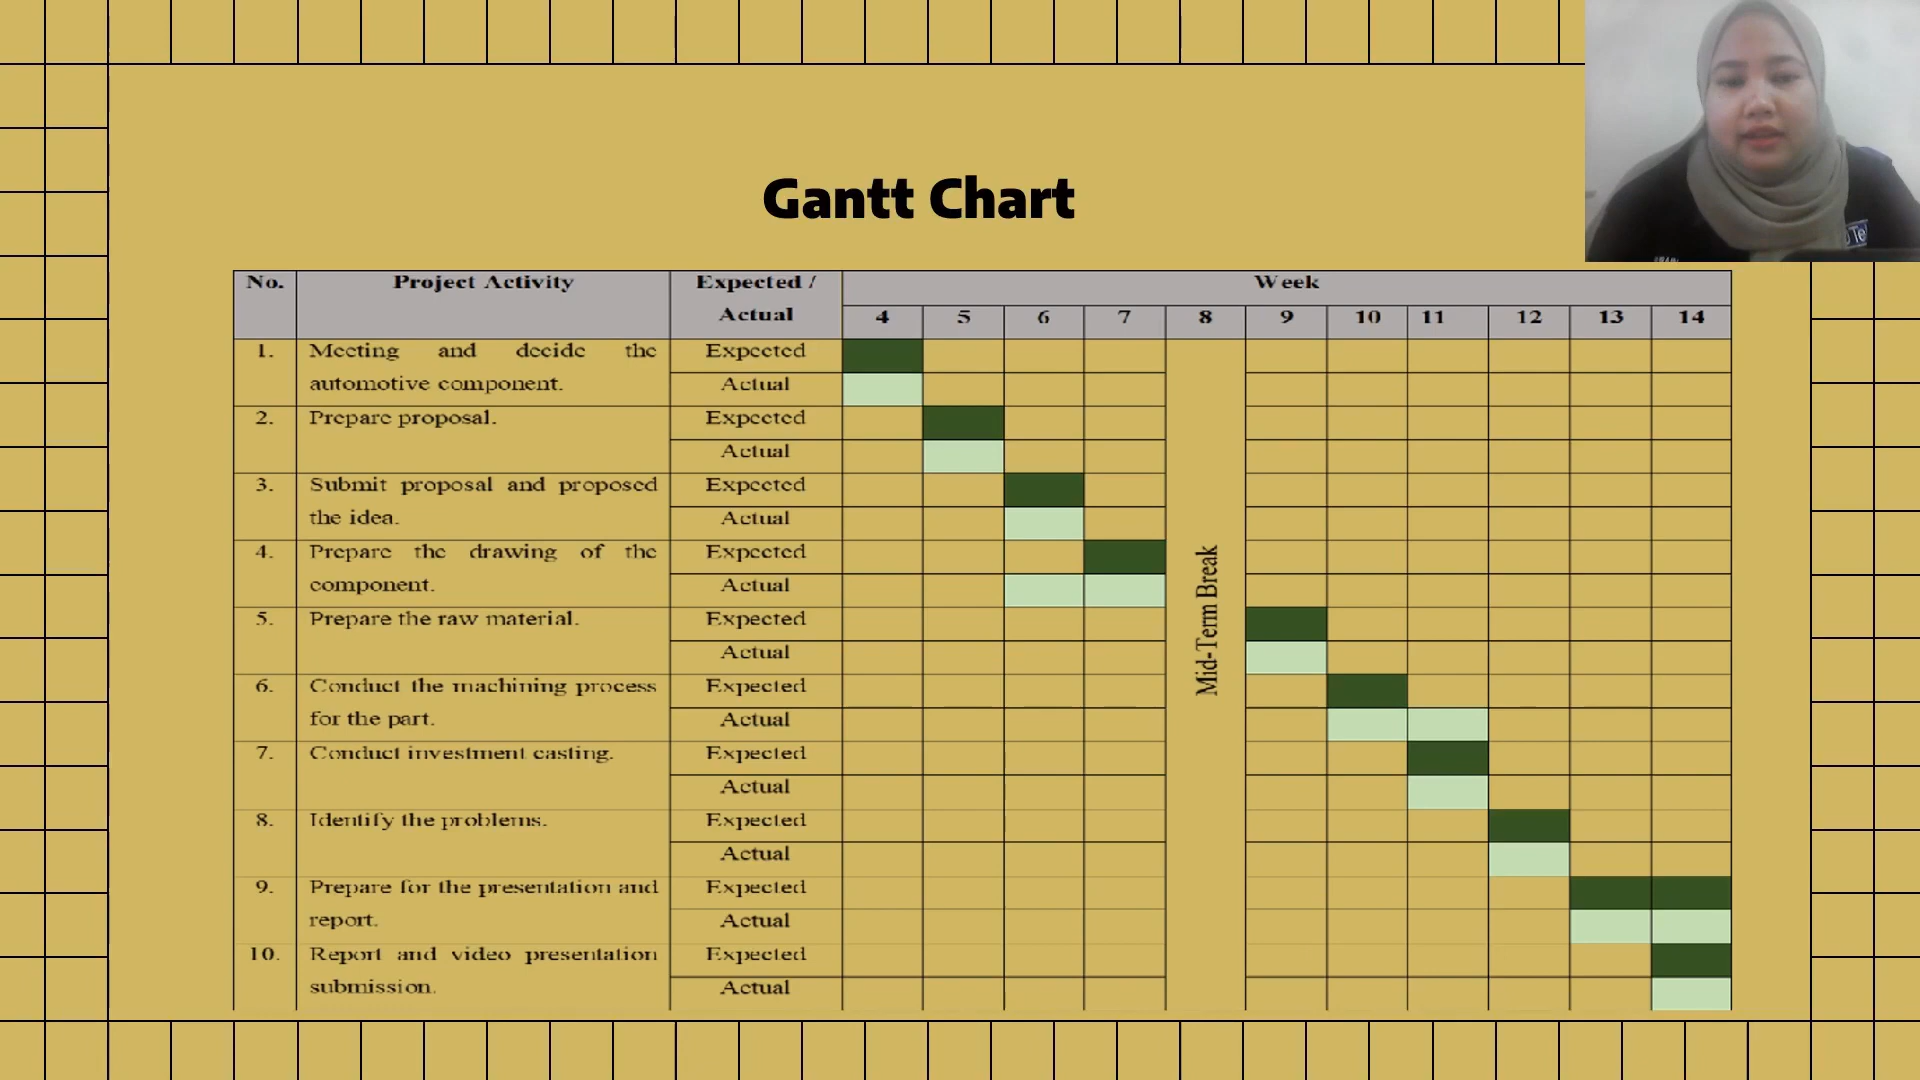 Gantt Chart
No. Project Activity Expected / Week
Actual 4 5 6 7 8 9 10 11 12 13 14
1. Meeting and decide the Expected
automotive component. Actual
2. Prepare proposal. Expected
Actual
3. Submit proposal and proposed Expected
the idea. Actual
4. Prepare the drawing of the Expected
component. Actual
Mid-Term Break
5. Prepare the raw material. Expected
Actual
6. Conduct the machining process Expected
for the part. Actual
7. Conduct investment casting. Expected
Actual
8. Identify the problems. Expected
Actual
9. Prepare for the presentation and Expected
report. Actual
10. Report and video presentation Expected
submission. Actual